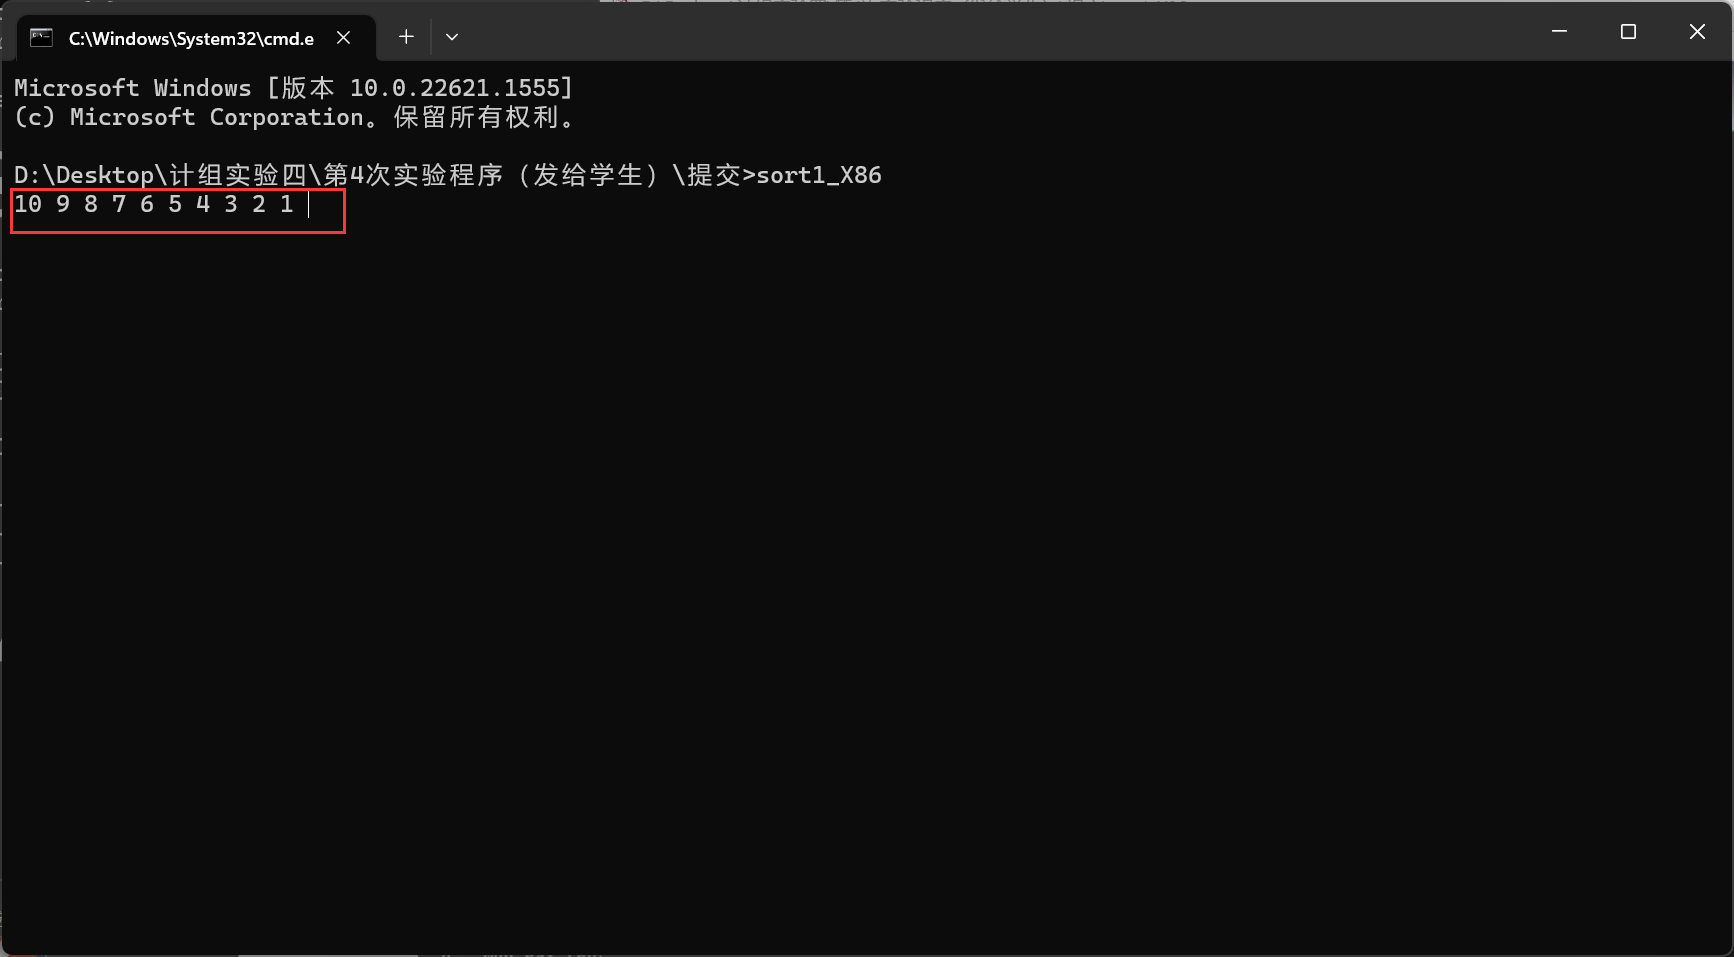 C:\Windows\System32\cmd.e
Microsoft Windows [版本 10.0.22621.1555]
(c) Microsoft Corporation。保留所有权利。
D:\Desktop\计组实验四\第4次实验程序（发给学生）\提交>sort1_X86
10 9 8 7 6 5 4 3 2 1